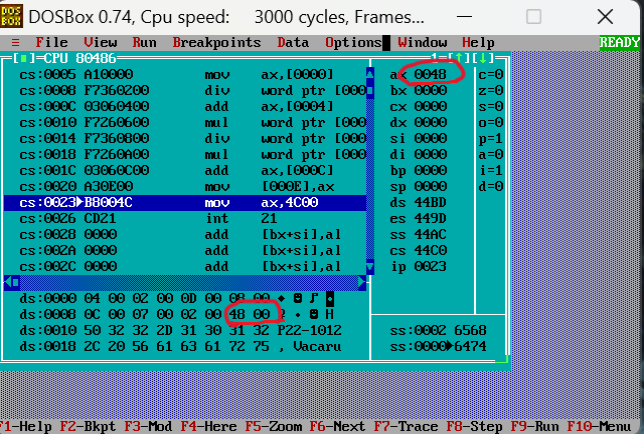 DOSBox 0.74, Cpu speed: 3000 cycles, Frames...
≡ File View Run Breakpoints Data Options Window Help READY
[■]=CPU 80486 1=[↑][↓]
cs:0005 A10000 mov ax,[0000] ax 0048 c=0
cs:0008 F7360200 div word ptr [000 bx 0000 z=0
cs:000C 03060400 add ax,[0004] cx 0000 s=0
cs:0010 F7260600 mul word ptr [000 dx 0000 o=0
cs:0014 F7360800 div word ptr [000 si 0000 p=1
cs:0018 F7260A00 mul word ptr [000 di 0000 a=0
cs:001C 03060C00 add ax,[000C] bp 0000 i=1
cs:0020 A30E00 mov [000E],ax sp 0000 d=0
cs:0023►B8004C mov ax,4C00 ds 44BD
cs:0026 CD21 int 21 es 449D
cs:0028 0000 add [bx+si],al ss 44AC
cs:002A 0000 add [bx+si],al cs 44C0
cs:002C 0000 add [bx+si],al ip 0023
ds:0000 04 00 02 00 0D 00 08 00
ds:0008 0C 00 07 00 02 00 48 00 H
ds:0010 50 32 32 2D 31 30 31 32 P22-1012 ss:0002 6568
ds:0018 2C 20 56 61 63 61 72 75 , Vacaru ss:0000►6474
F1-Help F2-Bkpt F3-Mod F4-Here F5-Zoom F6-Next F7-Trace F8-Step F9-Run F10-Menu